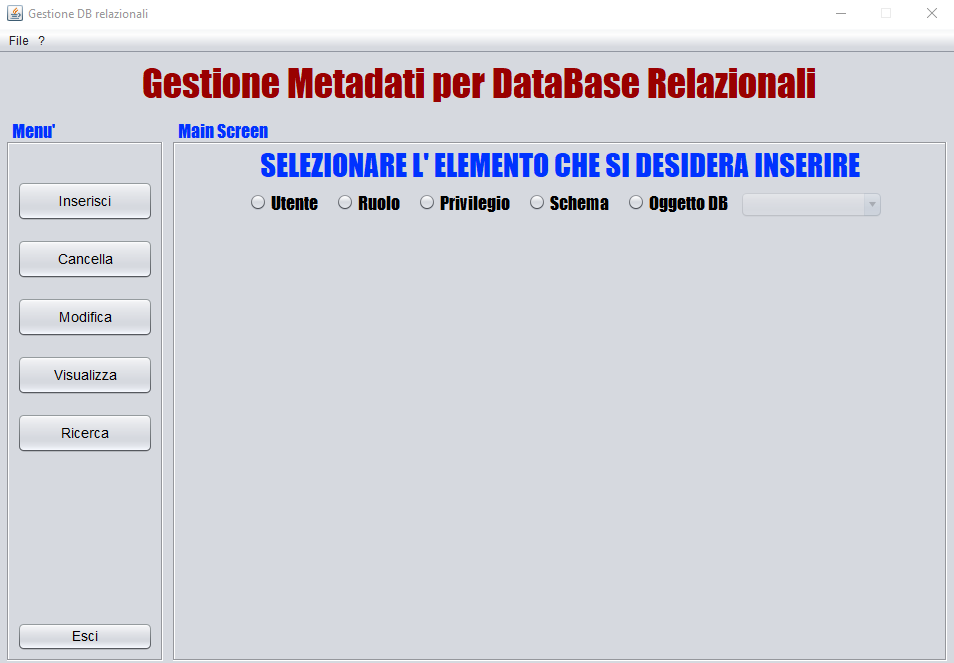 Gestione DB relazionali
File ?
Gestione Metadati per DataBase Relazionali
Menu'
Main Screen
SELEZIONARE L' ELEMENTO CHE SI DESIDERA INSERIRE
Utente Ruolo Privilegio Schema Oggetto DB
Inserisci
Cancella
Modifica
Visualizza
Ricerca
Esci